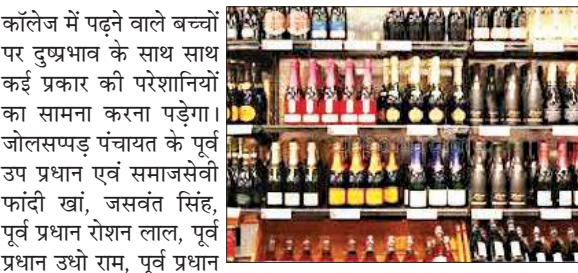 कॉलेज में पढ़ने वाले बच्चों
पर दुष्प्रभाव के साथ साथ
कई प्रकार की परेशानियों
का सामना करना पड़ेगा।
जोलसप्पड़ पंचायत के पूर्व
उप प्रधान एवं समाजसेवी
फांदी खां, जसवंत सिंह,
पूर्व प्रधान रोशन लाल, पूर्व
प्रधान उधो राम, पूर्व प्रधान